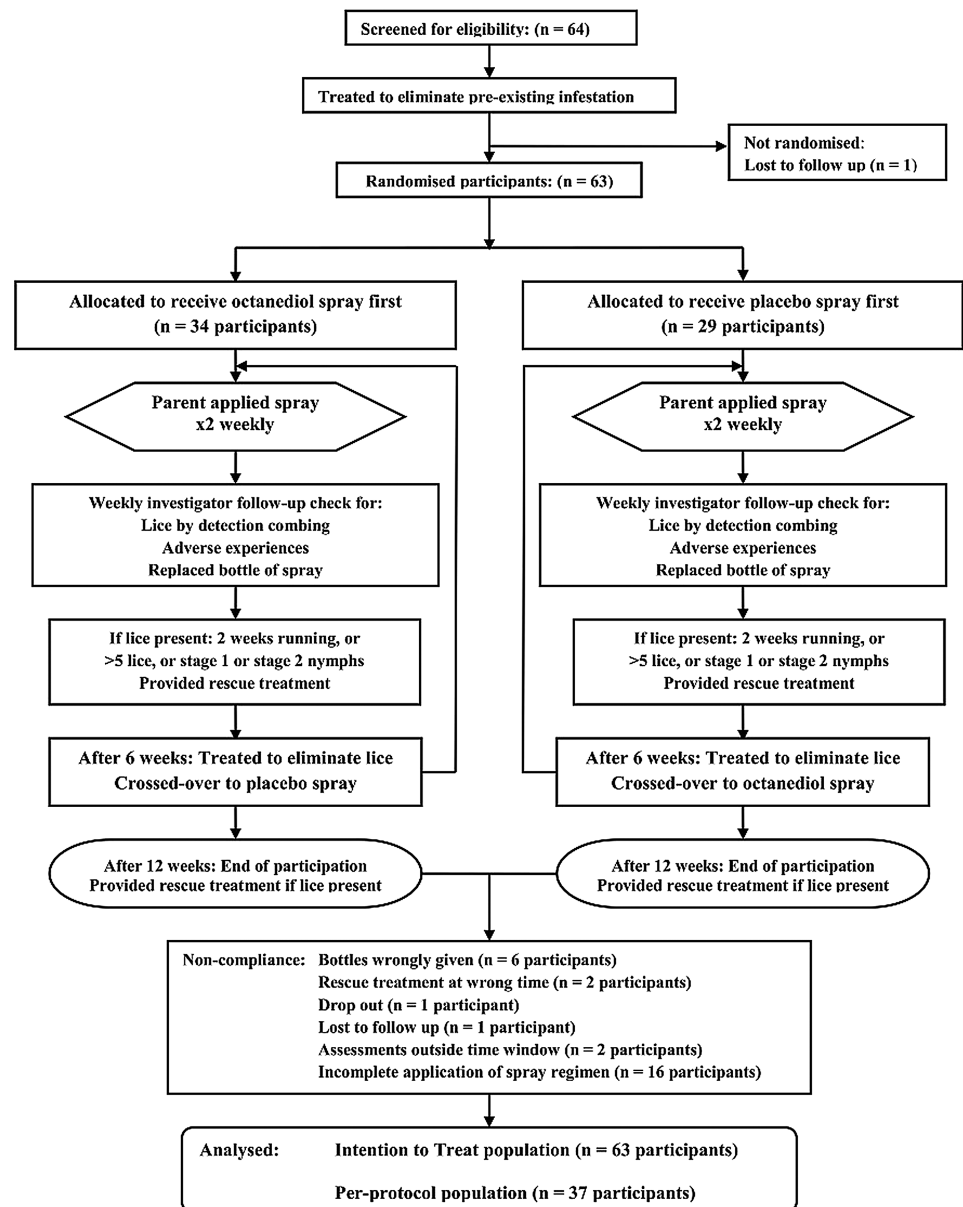 Screened for eligibility: (n = 64)
Treated to eliminate pre-existing infestation
Not randomised:
Lost to follow up (n = 1)
Randomised participants: (n = 63)
Allocated to receive octanediol spray first
(n = 34 participants)
Allocated to receive placebo spray first
(n = 29 participants)
Parent applied spray
x2 weekly
Parent applied spray
x2 weekly
Weekly investigator follow-up check for:
Lice by detection combing
Adverse experiences
Replaced bottle of spray
Weekly investigator follow-up check for:
Lice by detection combing
Adverse experiences
Replaced bottle of spray
If lice present: 2 weeks running, or
>5 lice, or stage 1 or stage 2 nymphs
Provided rescue treatment
If lice present: 2 weeks running, or
>5 lice, or stage 1 or stage 2 nymphs
Provided rescue treatment
After 6 weeks: Treated to eliminate lice
Crossed-over to placebo spray
After 6 weeks: Treated to eliminate lice
Crossed-over to octanediol spray
After 12 weeks: End of participation
Provided rescue treatment if lice present
After 12 weeks: End of participation
Provided rescue treatment if lice present
Non-compliance: Bottles wrongly given (n = 6 participants)
Rescue treatment at wrong time (n = 2 participants)
Drop out (n = 1 participant)
Lost to follow up (n = 1 participant)
Assessments outside time window (n = 2 participants)
Incomplete application of spray regimen (n = 16 participants)
Analysed: Intention to Treat population (n = 63 participants)
Per-protocol population (n = 37 participants)